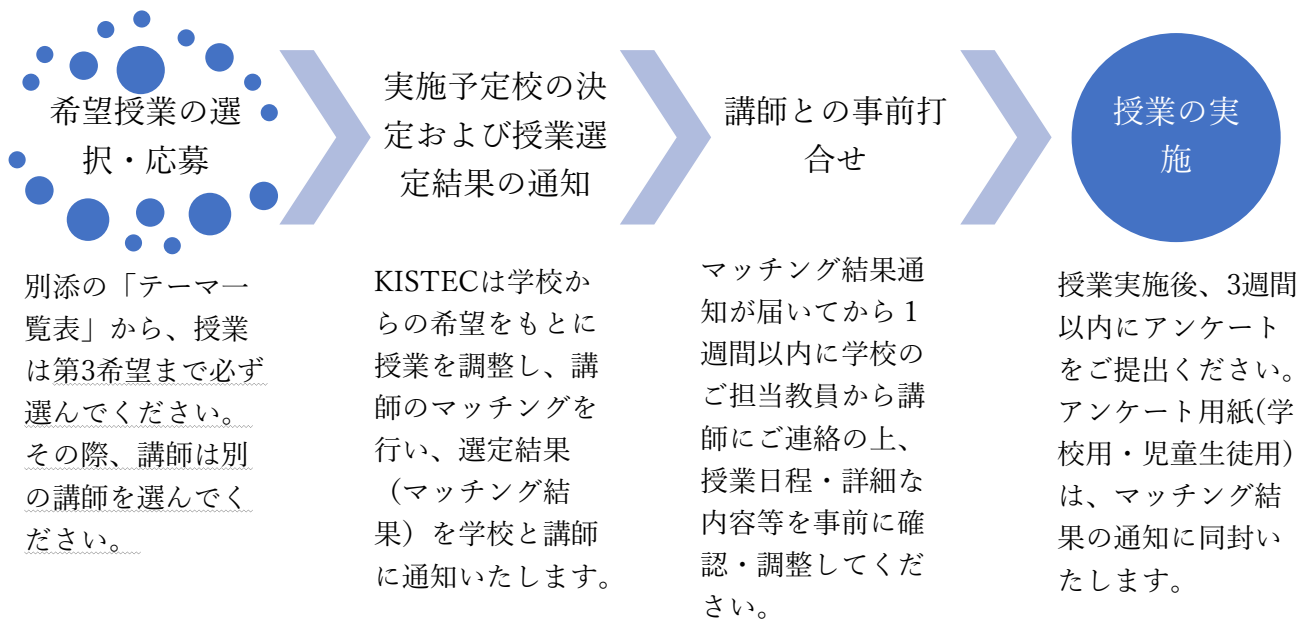 希望授業の選
択・応募
実施予定校の決
定および授業選
定結果の通知
講師との事前打
合せ
授業の実
施
別添の「テーマ一
覧表」から、授業
は第3希望まで必ず
選んでください。
その際、講師は別
の講師を選んでく
ださい。
KISTECは学校か
らの希望をもとに
授業を調整し、講
師のマッチングを
行い、選定結果
（マッチング結
果）を学校と講師
に通知いたします。
マッチング結果通
知が届いてから１
週間以内に学校の
ご担当教員から講
師にご連絡の上、
授業日程・詳細な
内容等を事前に確
認・調整してくだ
さい。
授業実施後、3週間
以内にアンケート
をご提出ください。
アンケート用紙(学
校用・児童生徒用)
は、マッチング結
果の通知に同封い
たします。